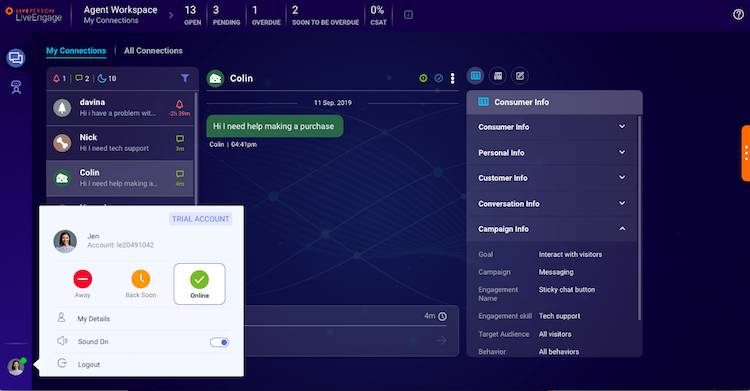 LIVEPERSON
LiveEngage
Agent Workspace
My Connections
13
OPEN
3
PENDING
1
OVERDUE
2
SOON TO BE OVERDUE
0%
CSAT
My Connections
All Connections
1 | 2 | 10
davina
Hi i have a problem wit...
-2h 39m
Nick
Hi I need tech support
3m
Colin
Hi I need help making a...
4m
Colin
11 Sep. 2019
Hi I need help making a purchase
Colin | 04:41pm
4m
Consumer Info
Consumer Info
Personal Info
Customer Info
Conversation Info
Campaign Info
Goal Interact with visitors
Campaign Messaging
Engagement Name Sticky chat button
Engagement skill Tech support
Target Audience All visitors
Behavior All behaviors
TRIAL ACCOUNT
Jen
Account: le20491042
Away
Back Soon
Online
My Details
Sound On
Logout